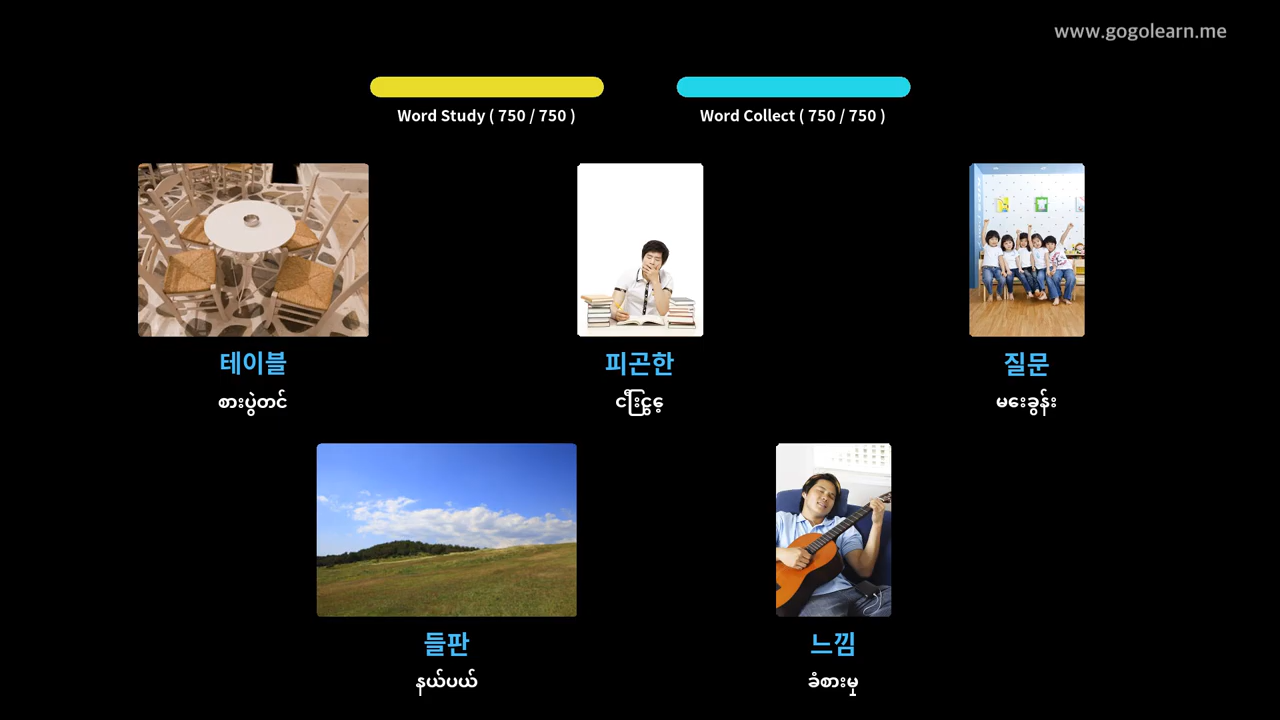 www.gogolearn.me
Word Study ( 750 / 750 )
Word Collect ( 750 / 750 )
테이블
စားပွဲတင်
피곤한
ငီးငြွေ့
질문
မေးခွန်း
들판
နယ်ပယ်
느낌
ခံစားမှု